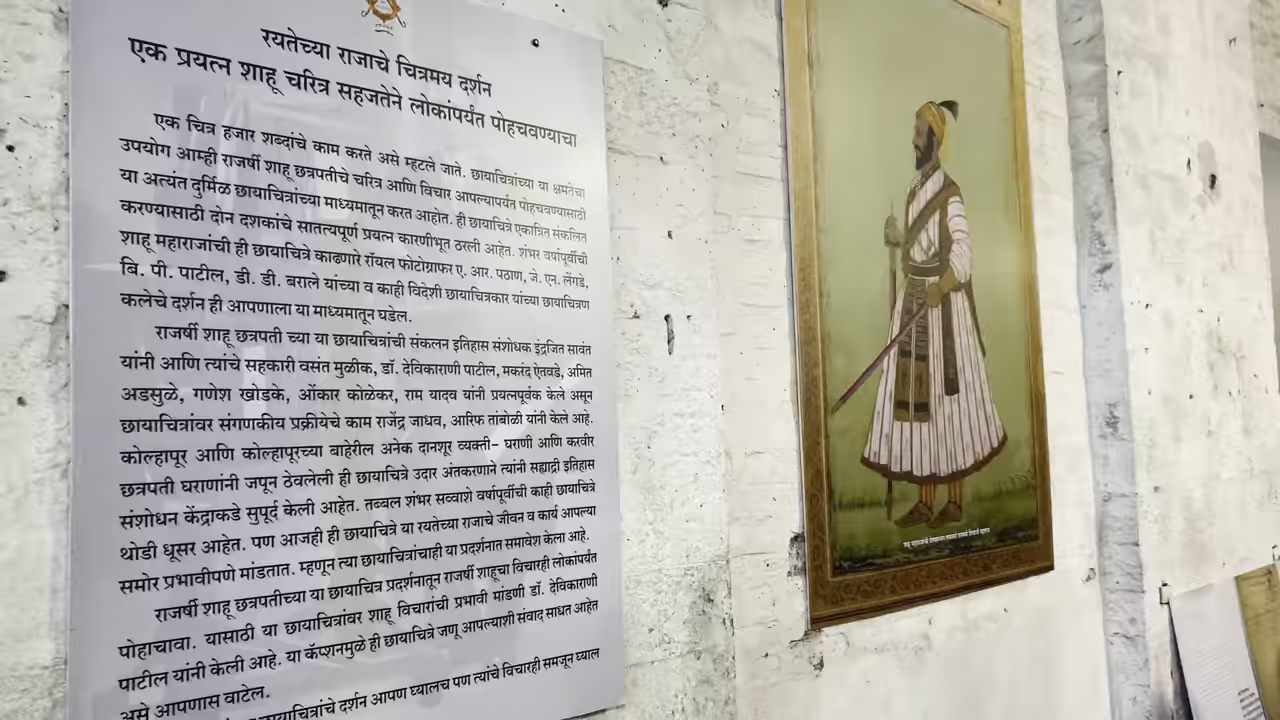 रयतेच्या राजाचे चित्रमय दर्शन
एक प्रयत्न शाहू चरित्र सहजतेने लोकांपर्यंत पोहचवण्याचा
एक चित्र हजार शब्दांचे काम करते असे म्हटले जाते. छायाचित्रांच्या या क्षमतेचा
उपयोग आम्ही राजर्षी शाहू छत्रपतींचे चरित्र आणि विचार आपल्यापर्यंत पोहचवण्यासाठी
या अत्यंत दुर्मिळ छायाचित्रांच्या माध्यमातून करत आहोत. ही छायाचित्रे एकत्रित संकलित
करण्यासाठी दोन दशकांचे सातत्यपूर्ण प्रयत्न कारणीभूत ठरली आहेत. शंभर वर्षापूर्वीची
शाहू महाराजांची ही छायाचित्रे काढणारे रॉयल फोटोग्राफर ए. आर. पठाण, जे. एन. लेंगडे,
बि. पी. पाटील, डी. डी. बराले यांच्या व काही विदेशी छायाचित्रकार यांच्या छायाचित्रण
कलेचे दर्शन ही आपणाला या माध्यमातून घडेल.
राजर्षी शाहू छत्रपती च्या या छायाचित्रांची संकलन इतिहास संशोधक इंद्रजित सावंत
यांनी आणि त्यांचे सहकारी वसंत मुळीक, डॉ. देविकाराणी पाटील, मकरंद ऐतवडे, अमित
अडसुळे, गणेश खोडके, ओंकार कोळेकर, राम यादव यांनी प्रयत्नपूर्वक केले असून
छायाचित्रांवर संगणकीय प्रक्रीयेचे काम राजेंद्र जाधव, आरिफ तांबोळी यांनी केले आहे.
कोल्हापूर आणि कोल्हापूरच्या बाहेरील अनेक दानशूर व्यक्ती– घराणी आणि करवीर
छत्रपती घराणांनी जपून ठेवलेली ही छायाचित्रे उदार अंतकरणाने त्यांनी सह्याद्री इतिहास
संशोधन केंद्राकडे सुपूर्द केली आहेत. तब्बल शंभर सव्वाशे वर्षापूर्वीची काही छायाचित्रे
थोडी धूसर आहेत. पण आजही ही छायाचित्रे या रयतेच्या राजाचे जीवन व कार्य आपल्या
समोर प्रभावीपणे मांडतात. म्हणून त्या छायाचित्रांचाही या प्रदर्शनात समावेश केला आहे.
राजर्षी शाहू छत्रपतीच्या या छायाचित्र प्रदर्शनातून राजर्षी शाहूचा विचारही लोकांपर्यंत
पोहाचावा. यासाठी या छायाचित्रांवर शाहू विचारांची प्रभावी मांडणी डॉ. देविकाराणी
पाटील यांनी केली आहे. या कॅप्शनमुळे ही छायाचित्रे जणू आपल्याशी संवाद साधत आहेत
असे आपणास वाटेल.
छायाचित्रांचे दर्शन आपण घ्यालच पण त्यांचे विचारही समजून घ्याल